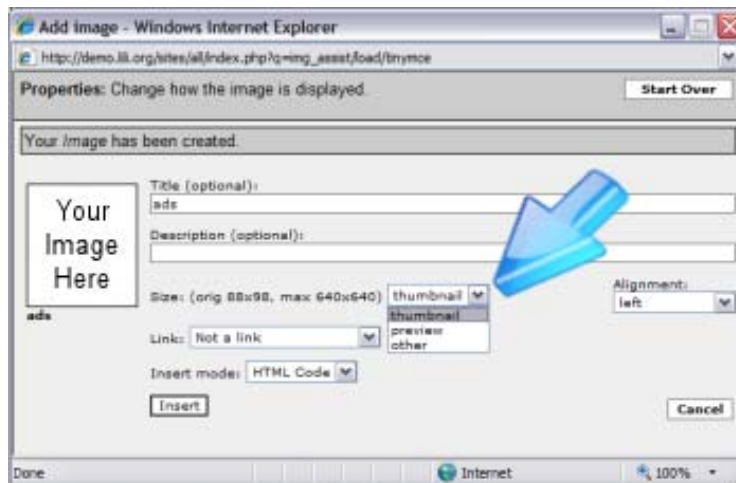 Add image - Windows Internet Explorer
http://demo.lili.org/sites/all/index.php?q=img_assist/load/tinymce
Properties: Change how the image is displayed.
Start Over
Your Image has been created.
Title (optional):
ads
Your
Image
Here
ads
Description (optional):
Size: (orig 88x98, max 640x640) thumbnail
thumbnail
preview
other
Alignment:
left
Link: Not a link
Insert mode: HTML Code
Insert
Cancel
Done
Internet
100%